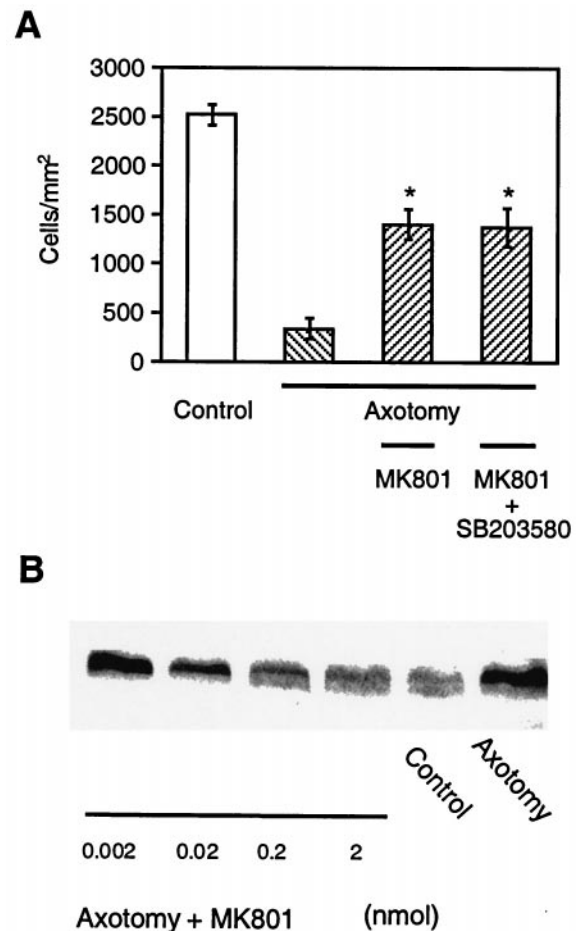 A
3000
2500
2000
1500
1000
500
0
Cells/mm²
* *
Control Axotomy
MK801 MK801
+
SB203580
B
Control Axotomy
0.002 0.02 0.2 2
Axotomy + MK801 (nmol)